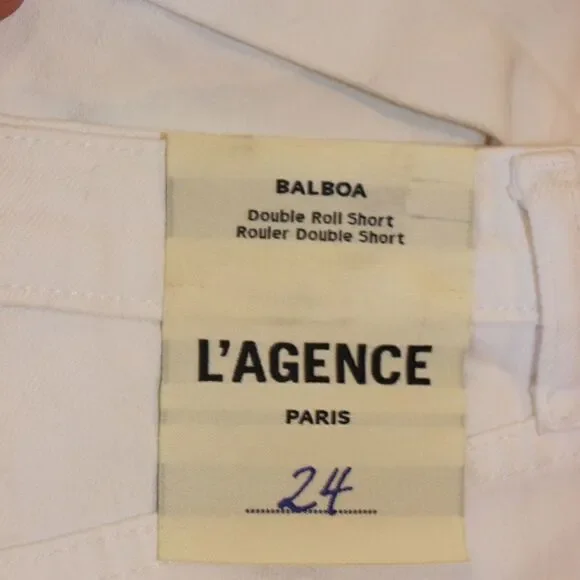 BALBOA
Double Roll Short
Rouler Double Short
L'AGENCE
PARIS
24